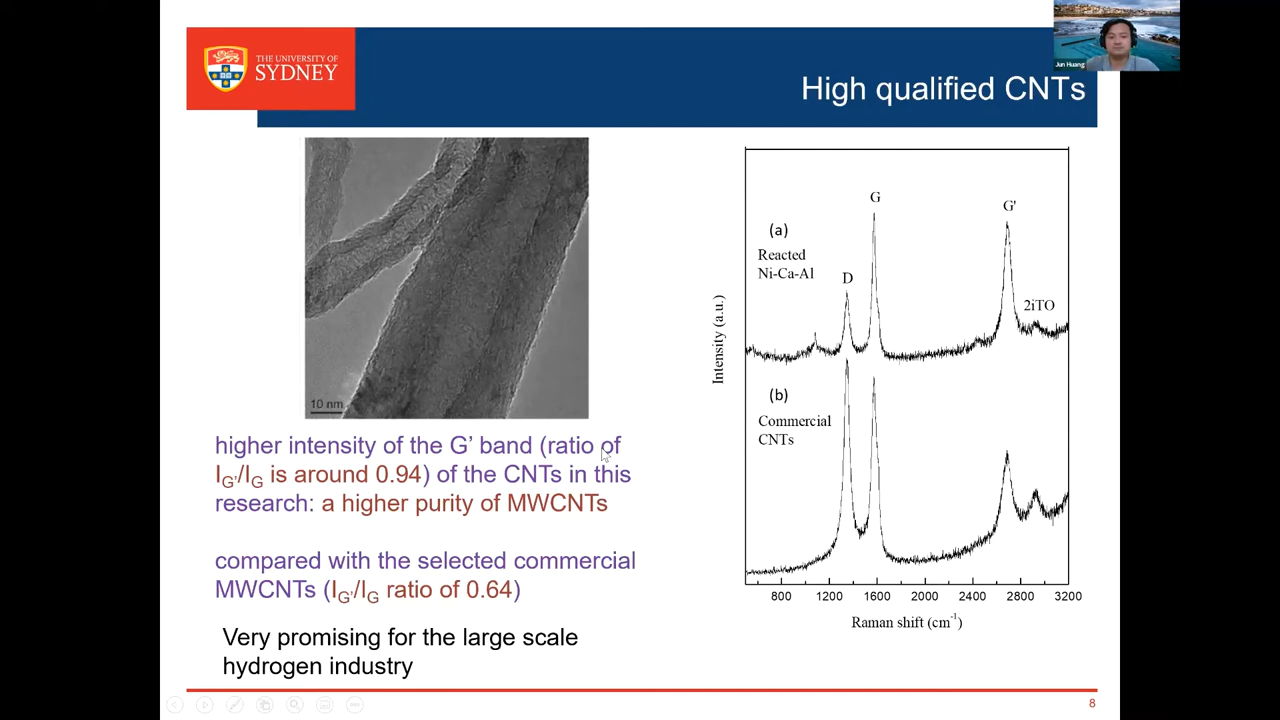 THE UNIVERSITY OF
SYDNEY
High qualified CNTs
Jun Huang
10 nm
higher intensity of the G’ band (ratio of
IG’/IG is around 0.94) of the CNTs in this
research: a higher purity of MWCNTs
compared with the selected commercial
MWCNTs (IG’/IG ratio of 0.64)
Very promising for the large scale
hydrogen industry
G
G'
(a)
Reacted
Ni-Ca-Al
D
2iTO
Intensity (a.u.)
(b)
Commercial
CNTs
800 1200 1600 2000 2400 2800 3200
Raman shift (cm-1)
8